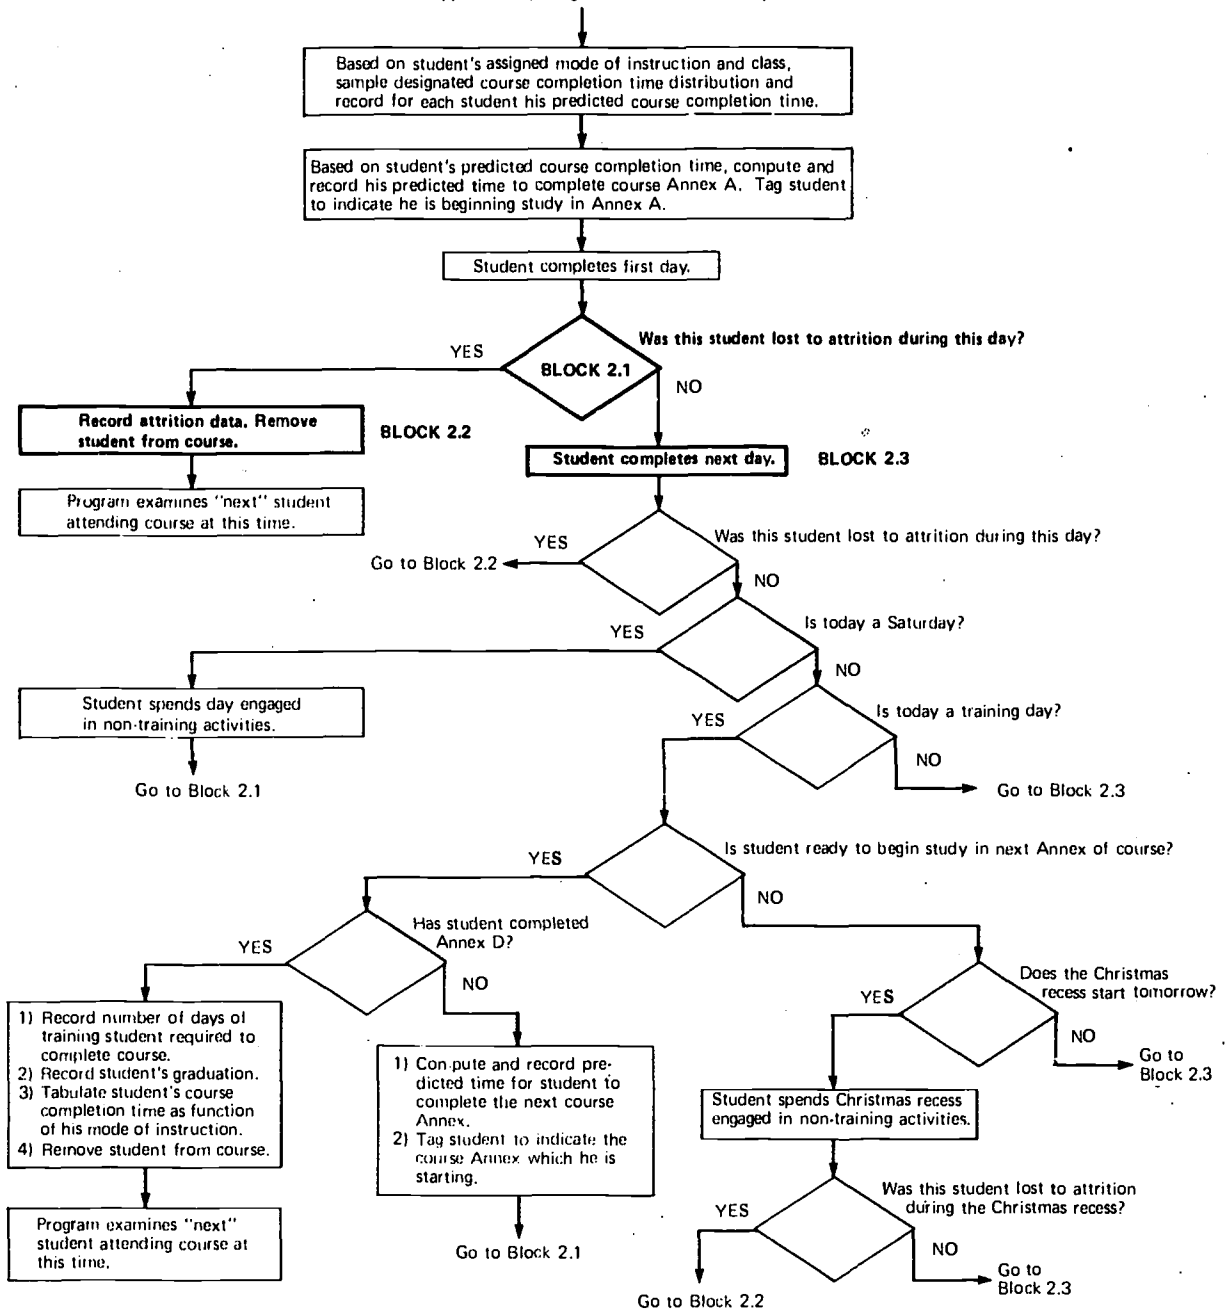 Based on student's assigned mode of instruction and class,
sample designated course completion time distribution and
record for each student his predicted course completion time.
Based on student's predicted course completion time, compute and
record his predicted time to complete course Annex A. Tag student
to indicate he is beginning study in Annex A.
Student completes first day.
Was this student lost to attrition during this day?
YES
BLOCK 2.1
NO
Record attrition data. Remove
student from course.
BLOCK 2.2
Student completes next day.
BLOCK 2.3
Program examines "next" student
attending course at this time.
Was this student lost to attrition during this day?
YES
Go to Block 2.2
NO
Is today a Saturday?
YES
NO
Student spends day engaged
in non-training activities.
Is today a training day?
YES
NO
Go to Block 2.1
Go to Block 2.3
Is student ready to begin study in next Annex of course?
YES
NO
Has student completed
Annex D?
YES
NO
Does the Christmas
recess start tomorrow?
YES
NO
Go to
Block 2.3
1) Record number of days of
training student required to
complete course.
2) Record student's graduation.
3) Tabulate student's course
completion time as function
of his mode of instruction.
4) Remove student from course.
1) Compute and record pre-
dicted time for student to
complete the next course
Annex.
2) Tag student to indicate the
course Annex which he is
starting.
Student spends Christmas recess
engaged in non-training activities.
Was this student lost to attrition
during the Christmas recess?
YES
NO
Program examines "next"
student attending course at
this time.
Go to Block 2.1
Go to Block 2.2
Go to
Block 2.3